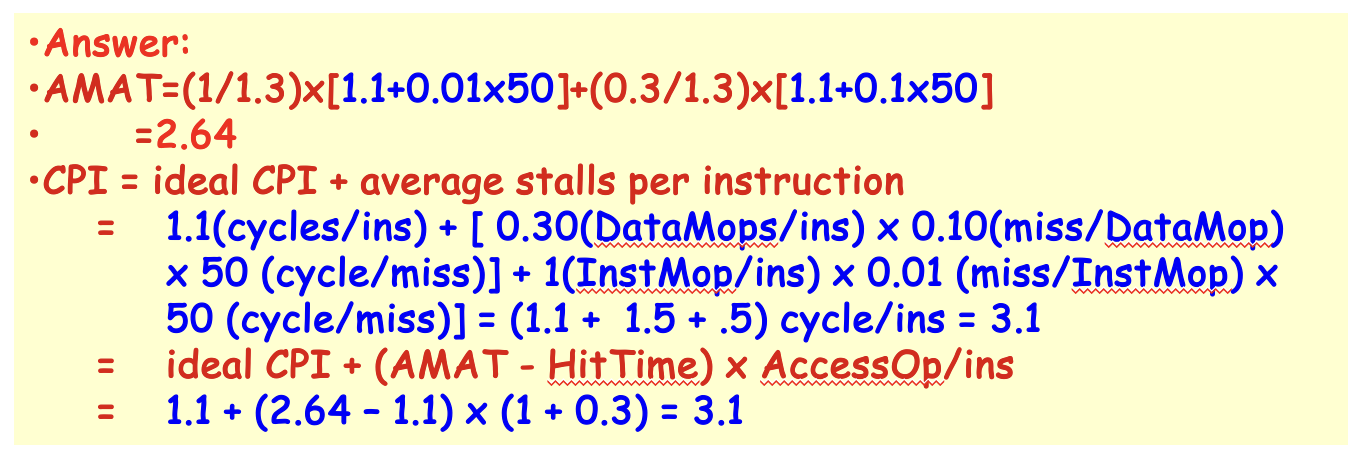 •Answer:
•AMAT=(1/1.3)x[1.1+0.01x50]+(0.3/1.3)x[1.1+0.1x50]
• =2.64
•CPI = ideal CPI + average stalls per instruction
= 1.1(cycles/ins) + [ 0.30(DataMops/ins) x 0.10(miss/DataMop)
x 50 (cycle/miss)] + 1(InstMop/ins) x 0.01 (miss/InstMop) x
50 (cycle/miss)] = (1.1 + 1.5 + .5) cycle/ins = 3.1
= ideal CPI + (AMAT - HitTime) x AccessOp/ins
= 1.1 + (2.64 – 1.1) x (1 + 0.3) = 3.1